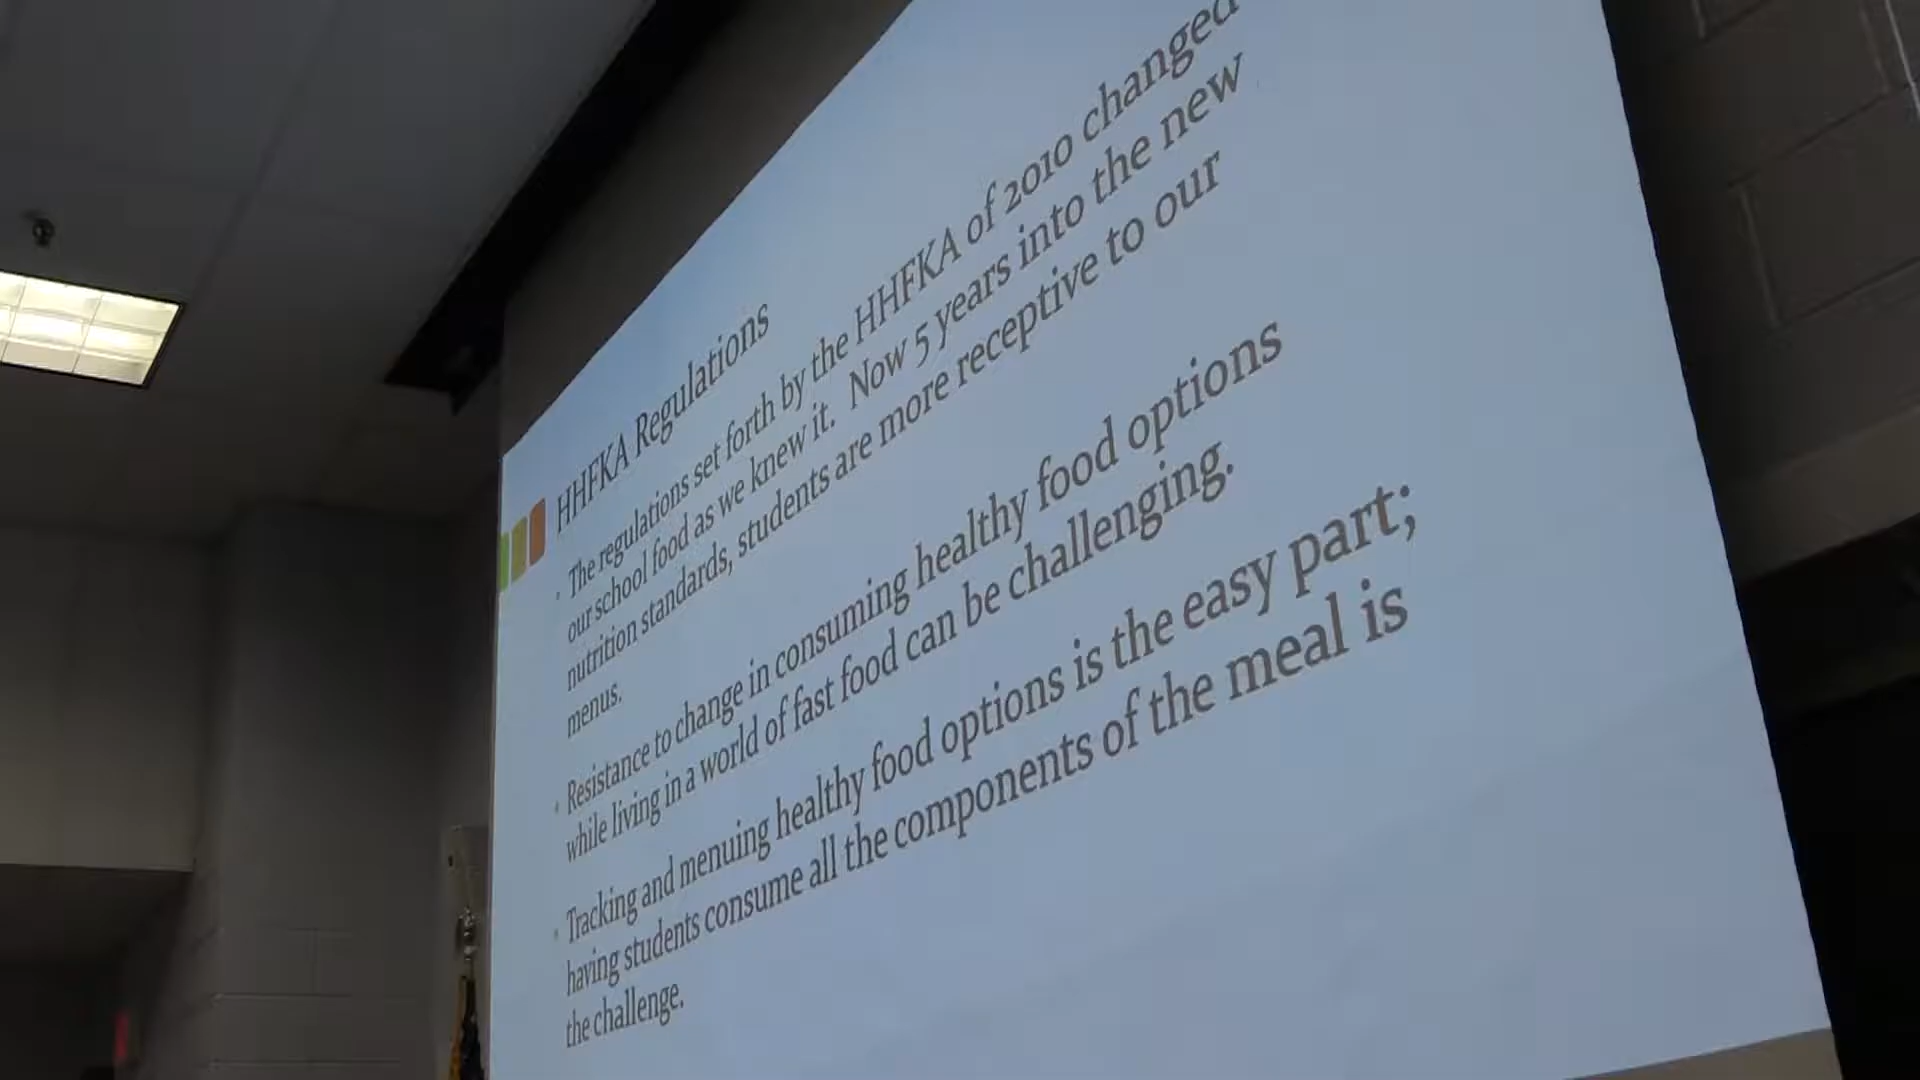 HHFKA Regulations
• The regulations set forth by the HHFKA of 2010 changed
our school food as we knew it. Now 5 years into the new
nutrition standards, students are more receptive to our
menus.
• Resistance to change in consuming healthy food options
while living in a world of fast food can be challenging.
• Tracking and menuing healthy food options is the easy part;
having students consume all the components of the meal is
the challenge.